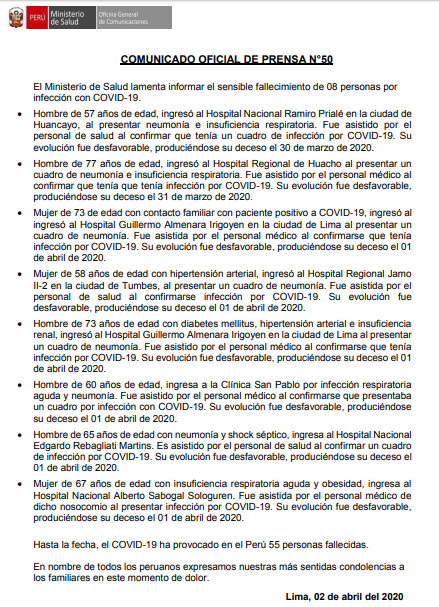 PERÚ
Ministerio
de Salud
Oficina General
de Comunicaciones
COMUNICADO OFICIAL DE PRENSA N°50
El Ministerio de Salud lamenta informar el sensible fallecimiento de 08 personas por
infección con COVID-19.
• Hombre de 57 años de edad, ingresó al Hospital Nacional Ramiro Prialé en la ciudad de
Huancayo, al presentar neumonía e insuficiencia respiratoria. Fue asistido por el
personal de salud al confirmar que tenía un cuadro de infección por COVID-19. Su
evolución fue desfavorable, produciéndose su deceso el 30 de marzo de 2020.
• Hombre de 77 años de edad, ingresó al Hospital Regional de Huacho al presentar un
cuadro de neumonía e insuficiencia respiratoria. Fue asistido por el personal médico al
confirmar que tenía que tenía infección por COVID-19. Su evolución fue desfavorable,
produciéndose su deceso el 31 de marzo de 2020.
• Mujer de 73 de edad con contacto familiar con paciente positivo a COVID-19, ingresó al
ingresó al Hospital Guillermo Almenara Irigoyen en la ciudad de Lima al presentar un
cuadro de neumonía. Fue asistido por el personal médico al confirmarse que tenía
infección por COVID-19. Su evolución fue desfavorable, produciéndose su deceso el 01
de abril de 2020.
• Mujer de 58 años de edad con hipertensión arterial, ingresó al Hospital Regional Jamo
II-2 en la ciudad de Tumbes, al presentar un cuadro de neumonía. Fue asistida por el
personal de salud al confirmarse infección por COVID-19. Su evolución fue
desfavorable, produciéndose su deceso el 01 de abril de 2020.
• Hombre de 73 años de edad con diabetes mellitus, hipertensión arterial e insuficiencia
renal, ingresó al Hospital Guillermo Almenara Irigoyen en la ciudad de Lima al presentar
un cuadro de neumonía. Fue asistido por el personal médico al confirmarse que tenía
infección por COVID-19. Su evolución fue desfavorable, produciéndose su deceso el 01
de abril de 2020.
• Hombre de 60 años de edad, ingresa a la Clínica San Pablo por infección respiratoria
aguda y neumonía. Fue asistido por el personal médico al confirmarse que presentaba
un cuadro por infección con COVID-19. Su evolución fue desfavorable, produciéndose
su deceso el 01 de abril de 2020.
• Hombre de 65 años de edad con neumonía y shock séptico, ingresa al Hospital Nacional
Edgardo Rebagliati Martins. Es asistido por el personal de salud al confirmar un cuadro
de infección por COVID-19. Su evolución fue desfavorable, produciéndose su deceso el
01 de abril de 2020.
• Mujer de 67 años de edad con insuficiencia respiratoria aguda y obesidad, ingresa al
Hospital Nacional Alberto Sabogal Sologuren. Fue asistida por el personal médico de
dicho nosocomio al presentar infección por COVID-19. Su evolución fue desfavorable,
produciéndose su deceso el 01 de abril de 2020.
Hasta la fecha, el COVID-19 ha provocado en el Perú 55 personas fallecidas.
En nombre de todos los peruanos expresamos nuestras más sentidas condolencias a
los familiares en este momento de dolor.
Lima, 02 de abril del 2020